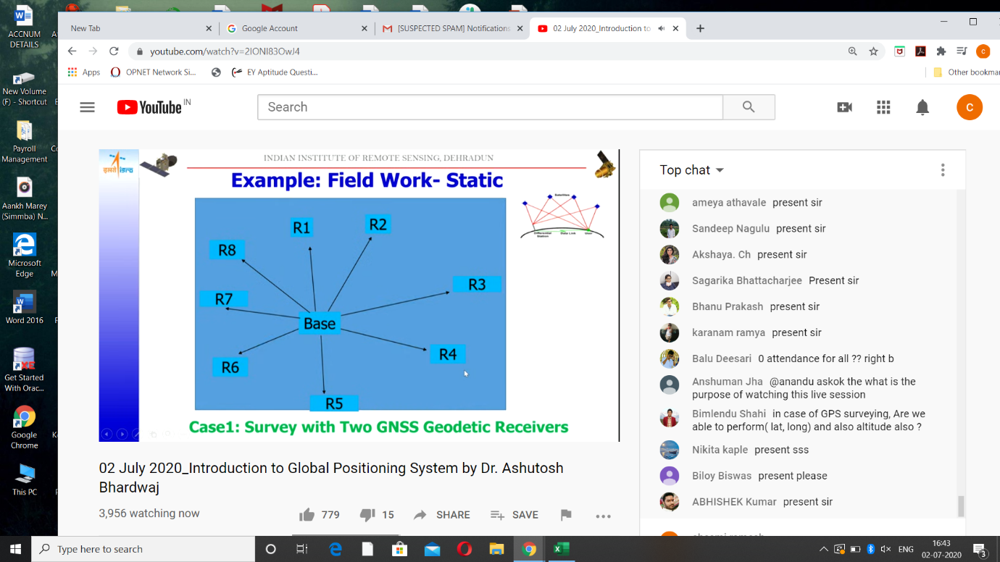 ACCNUM
DETAILS
New Volume
(F) - Shortcut
Payroll
Management
Aankh Marey
(Simmba) N...
Microsoft
Edge
Word 2016
Get Started
With Orac...
Google
Chrome
This PC
New Tab
Google Account
[SUSPECTED SPAM] Notifications
02 July 2020_Introduction to
youtube.com/watch?v=2IONI83OwJ4
Apps
OPNET Network Si...
EY Aptitude Questi...
Other bookmar
YouTube IN
Search
C
INDIAN INSTITUTE OF REMOTE SENSING, DEHRADUN
Example: Field Work- Static
Satellites
Differential
Station
Data Link
User
R1
R2
R8
R3
R7
Base
R4
R6
R5
Case1: Survey with Two GNSS Geodetic Receivers
02 July 2020_Introduction to Global Positioning System by Dr. Ashutosh
Bhardwaj
3,956 watching now
779
15
SHARE
SAVE
Top chat
ameya athavale present sir
Sandeep Nagulu present sir
Akshaya. Ch present sir
Sagarika Bhattacharjee Present sir
Bhanu Prakash present sir
karanam ramya present sir
Balu Deesari 0 attendance for all ?? right b
Anshuman Jha @anandu askok the what is the
purpose of watching this live session
Bimlendu Shahi in case of GPS surveying, Are we
able to perform( lat, long) and also altitude also ?
Nikita kaple present sss
Biloy Biswas present please
ABHISHEK Kumar present sir
Type here to search
ENG
16:43
02-07-2020
3